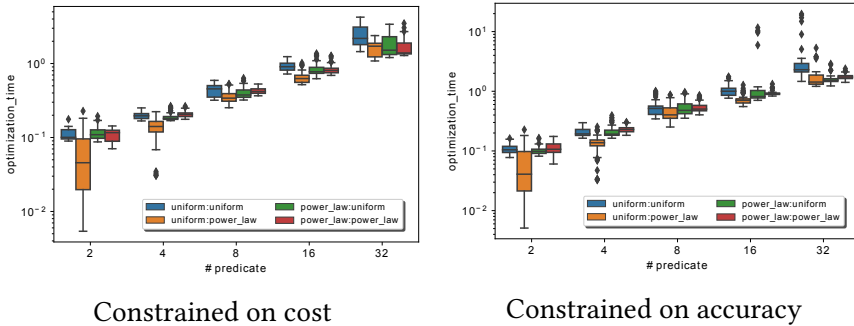 10⁰
10⁻¹
10⁻²
optimization_time
uniform:uniform
uniform:power_law
power_law:uniform
power_law:power_law
2 4 8 16 32
# predicate
Constrained on cost
10¹
10⁰
10⁻¹
10⁻²
optimization_time
uniform:uniform
uniform:power_law
power_law:uniform
power_law:power_law
2 4 8 16 32
# predicate
Constrained on accuracy